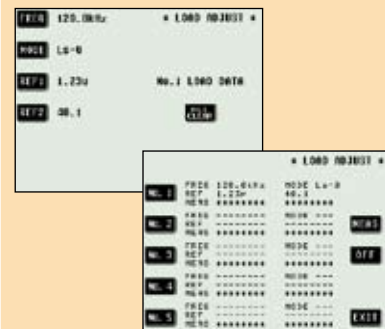 FREQ 120.0kHz * LOAD ADJUST *
MODE Ls-Q
REF1 1.23u No.1 LOAD DATA
REF2 40.1 ALL CLEAR
* LOAD ADJUST *
NO.1 FREQ 120.0kHz MODE Ls-Q
REF 1.23u 40.1
MEAS ******** ********
NO.2 FREQ -------- MODE ---
REF -------- --------
MEAS ******** ******** MEAS
NO.3 FREQ -------- MODE ---
REF -------- --------
MEAS ******** ******** OFF
NO.4 FREQ -------- MODE ---
REF -------- --------
MEAS ******** ********
NO.5 FREQ -------- MODE ---
REF -------- --------
MEAS ******** ******** EXIT